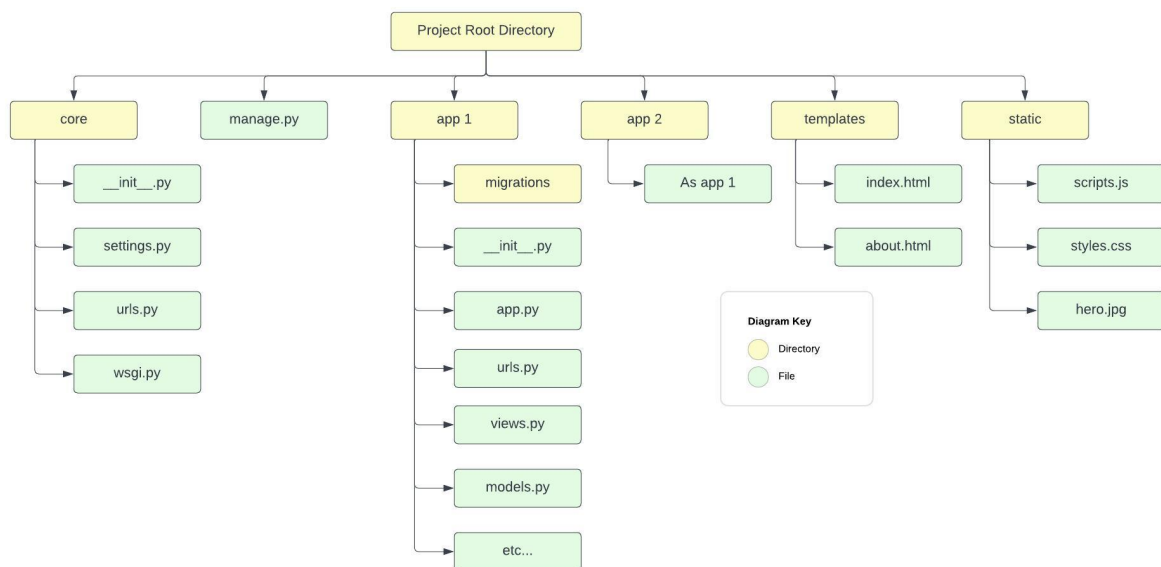 Project Root Directory
core
manage.py
app 1
app 2
templates
static
__init__.py
settings.py
urls.py
wsgi.py
migrations
__init__.py
app.py
urls.py
views.py
models.py
etc...
As app 1
index.html
about.html
scripts.js
styles.css
hero.jpg
Diagram Key
Directory
File